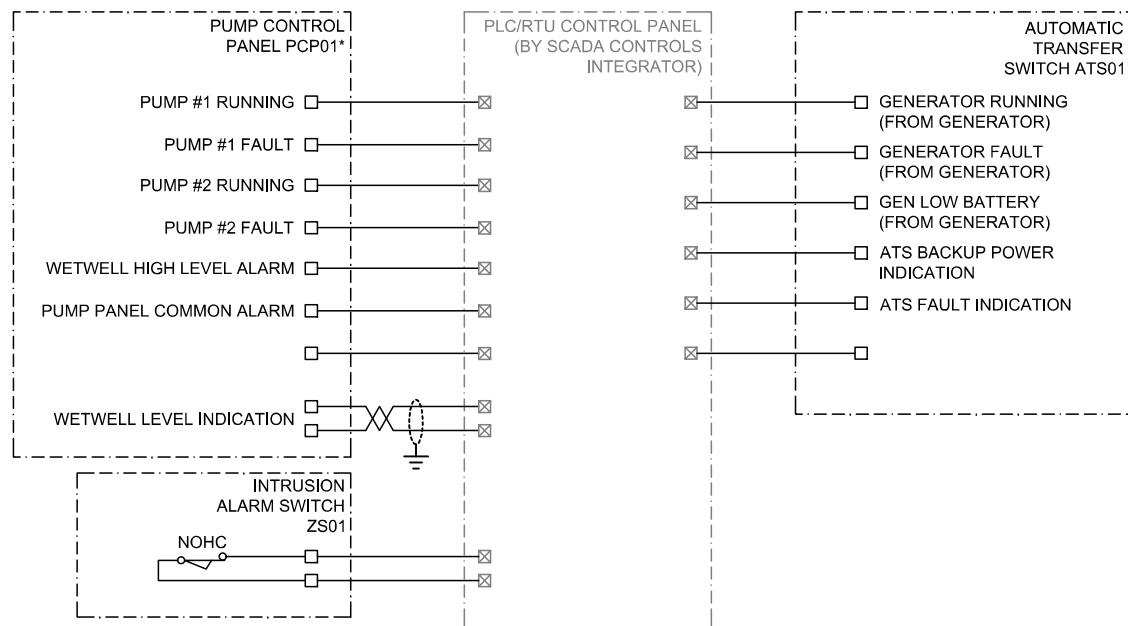 PUMP CONTROL
PANEL PCP01*
PUMP #1 RUNNING
PUMP #1 FAULT
PUMP #2 RUNNING
PUMP #2 FAULT
WETWELL HIGH LEVEL ALARM
PUMP PANEL COMMON ALARM
WETWELL LEVEL INDICATION
INTRUSION
ALARM SWITCH
ZS01
NOHC
PLC/RTU CONTROL PANEL
(BY SCADA CONTROLS
INTEGRATOR)
AUTOMATIC
TRANSFER
SWITCH ATS01
GENERATOR RUNNING
(FROM GENERATOR)
GENERATOR FAULT
(FROM GENERATOR)
GEN LOW BATTERY
(FROM GENERATOR)
ATS BACKUP POWER
INDICATION
ATS FAULT INDICATION